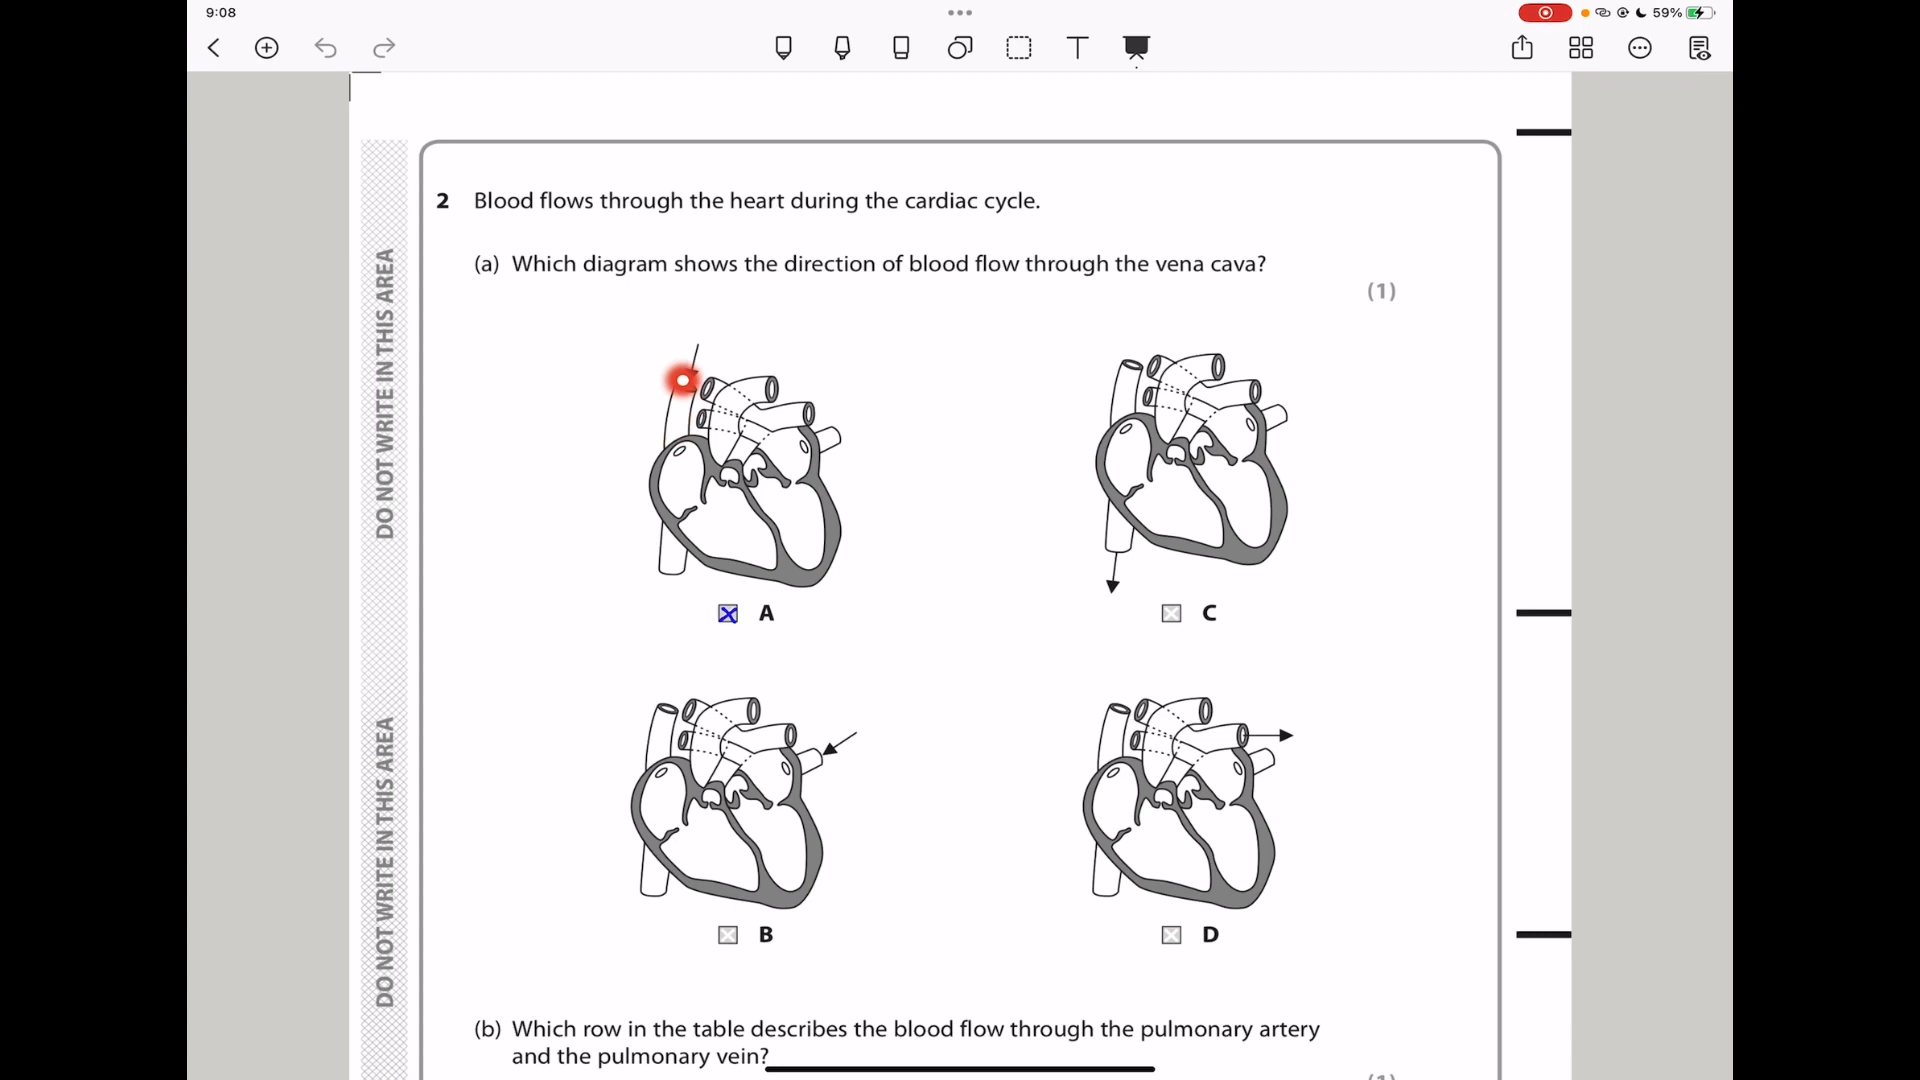 9:08
59%
2 Blood flows through the heart during the cardiac cycle.
(a) Which diagram shows the direction of blood flow through the vena cava?
(1)
A
C
B
D
(b) Which row in the table describes the blood flow through the pulmonary artery
and the pulmonary vein?
DO NOT WRITE IN THIS AREA
DO NOT WRITE IN THIS AREA